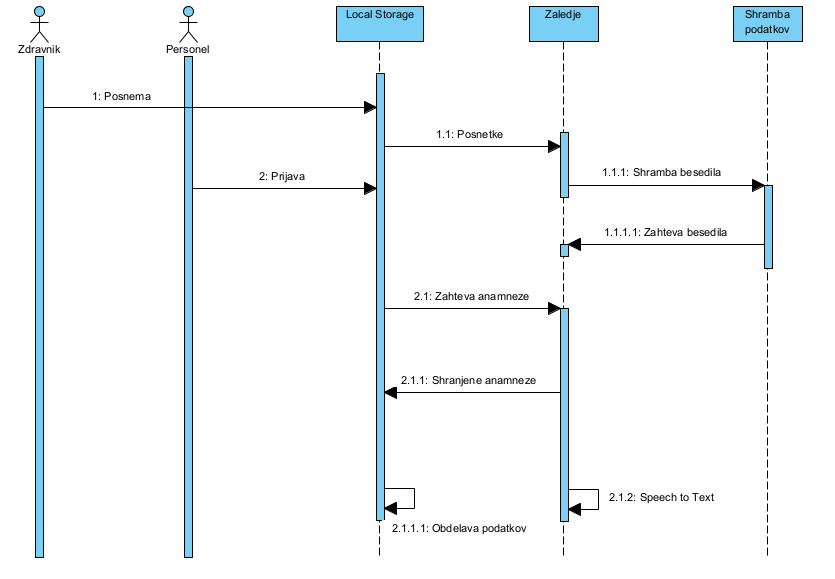 Zdravnik
Personel
Local Storage
Zaledje
Shramba
podatkov
1: Posnema
1.1: Posnetke
1.1.1: Shramba besedila
2: Prijava
1.1.1.1: Zahteva besedila
2.1: Zahteva anamneze
2.1.1: Shranjene anamneze
2.1.2: Speech to Text
2.1.1.1: Obdelava podatkov